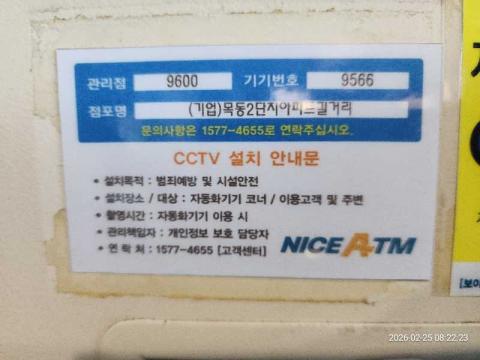 관리점 9600 기기번호 9566
점포명 (기업)목동2단지아파트길거리
문의사항은 1577-4655로 연락주십시오.
CCTV 설치 안내문
• 설치목적 : 범죄예방 및 시설안전
• 설치장소 / 대상 : 자동화기기 코너 / 이용고객 및 주변
• 촬영시간 : 자동화기기 이용 시
• 관리책임자 : 개인정보 보호 담당자
• 연 락 처 : 1577-4655 [고객센터]
NICE ATM
2026-02-25 08:22:23